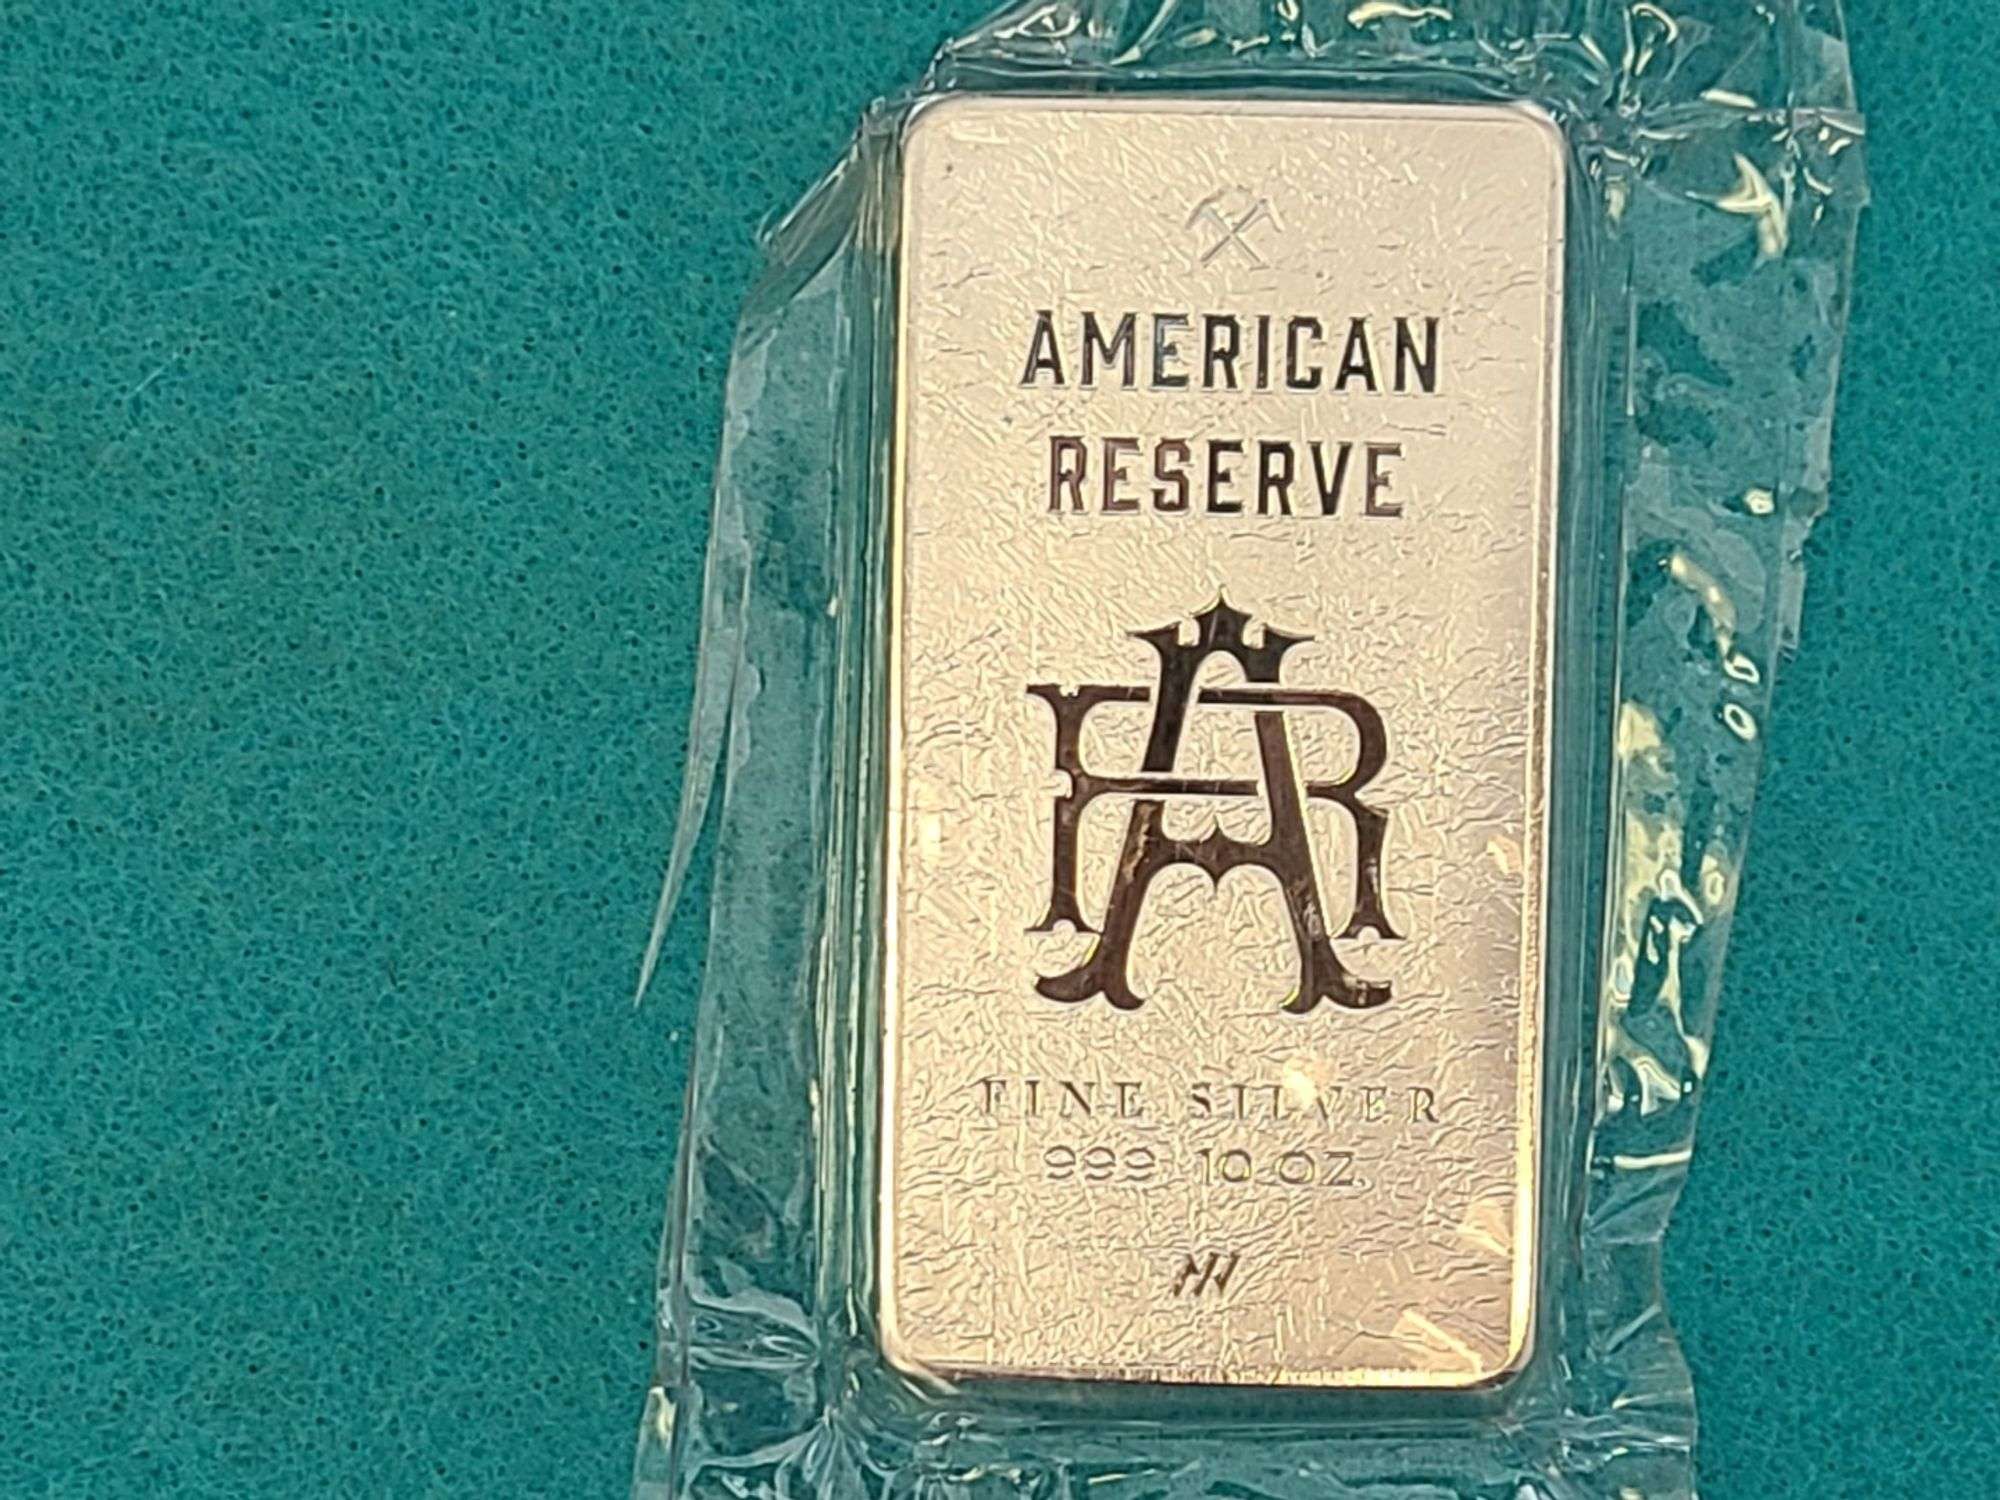 AMERICAN
RESERVE
AR
FINE SILVER
999 10 OZ.